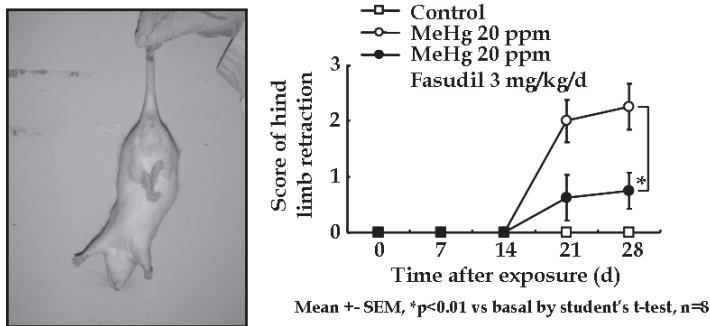 Control
MeHg 20 ppm
MeHg 20 ppm
Fasudil 3 mg/kg/d
3
2
1
0
Score of hind
limb retraction
*
0 7 14 21 28
Time after exposure (d)
Mean +- SEM, *p<0.01 vs basal by student's t-test, n=8